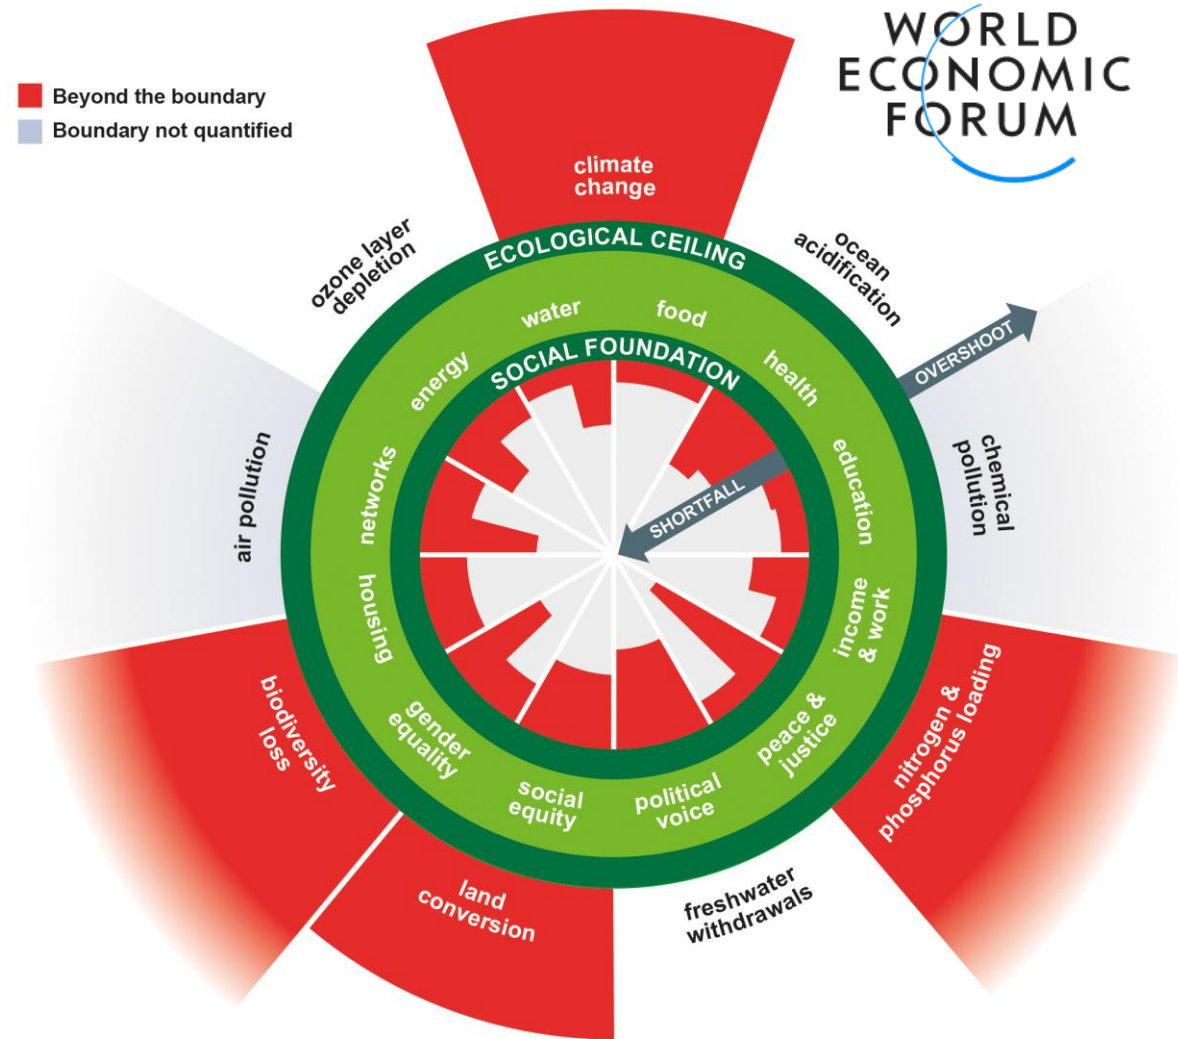 WORLD
ECONOMIC
FORUM
Beyond the boundary
Boundary not quantified
climate
change
ozone layer
depletion
ocean
acidification
ECOLOGICAL CEILING
water
food
SOCIAL FOUNDATION
energy
health
OVERSHOOT
networks
education
air pollution
chemical
pollution
SHORTFALL
housing
income
& work
biodiversity
loss
gender
equality
peace &
justice
nitrogen &
phosphorus loading
social
equity
political
voice
land
conversion
freshwater
withdrawals